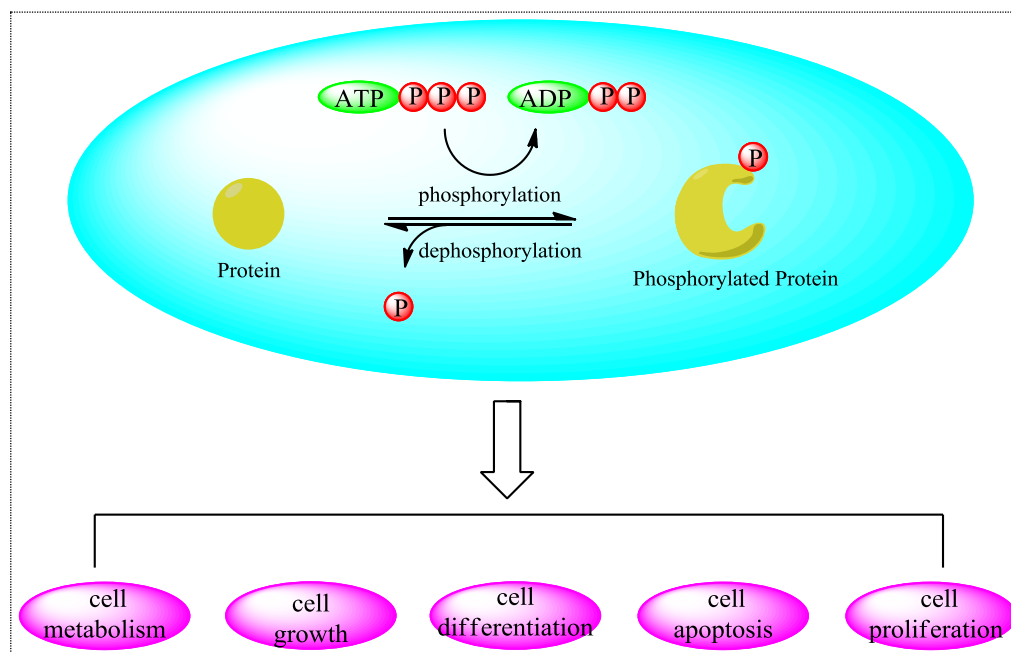 ATP P P P ADP P P
P
phosphorylation
dephosphorylation
Protein
Phosphorylated Protein
P
cell
metabolism
cell
growth
cell
differentiation
cell
apoptosis
cell
proliferation